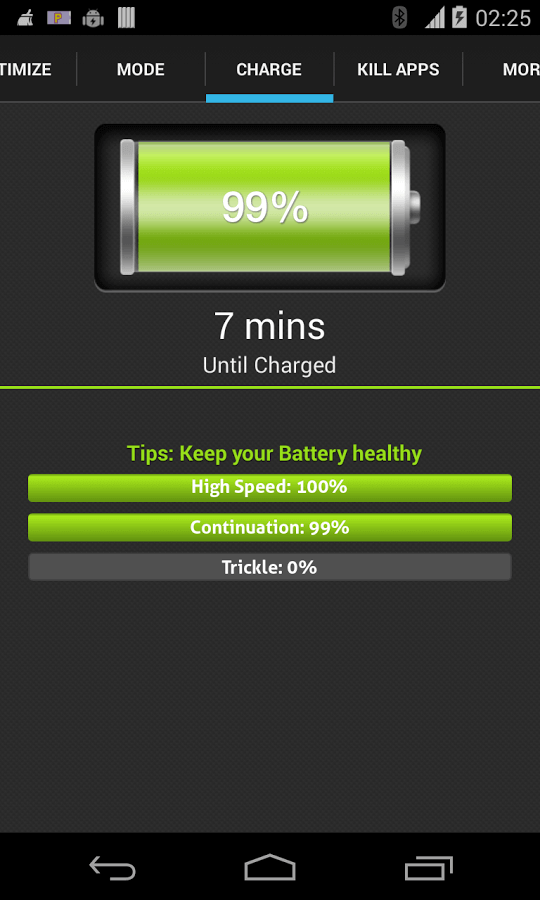 02:25
TIMIZE MODE CHARGE KILL APPS MOR
99%
7 mins
Until Charged
Tips: Keep your Battery healthy
High Speed: 100%
Continuation: 99%
Trickle: 0%